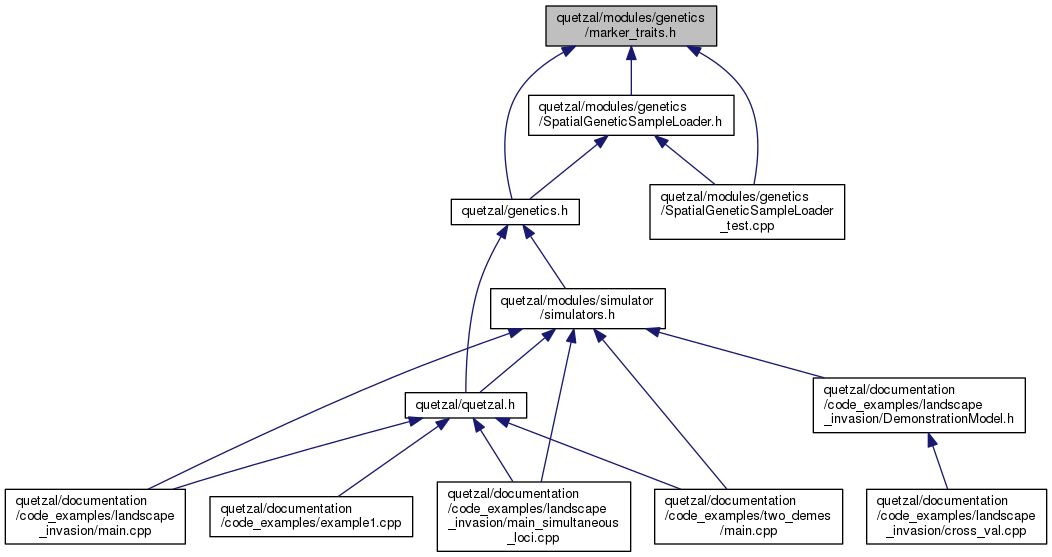 quetzal/modules/genetics
/marker_traits.h
quetzal/modules/genetics
/SpatialGeneticSampleLoader.h
quetzal/modules/genetics
/SpatialGeneticSampleLoader
_test.cpp
quetzal/genetics.h
quetzal/modules/simulator
/simulators.h
quetzal/documentation
/code_examples/landscape
_invasion/DemonstrationModel.h
quetzal/quetzal.h
quetzal/documentation
/code_examples/landscape
_invasion/main.cpp
quetzal/documentation
/code_examples/example1.cpp
quetzal/documentation
/code_examples/landscape
_invasion/main_simultaneous
_loci.cpp
quetzal/documentation
/code_examples/two_demes
/main.cpp
quetzal/documentation
/code_examples/landscape
_invasion/cross_val.cpp